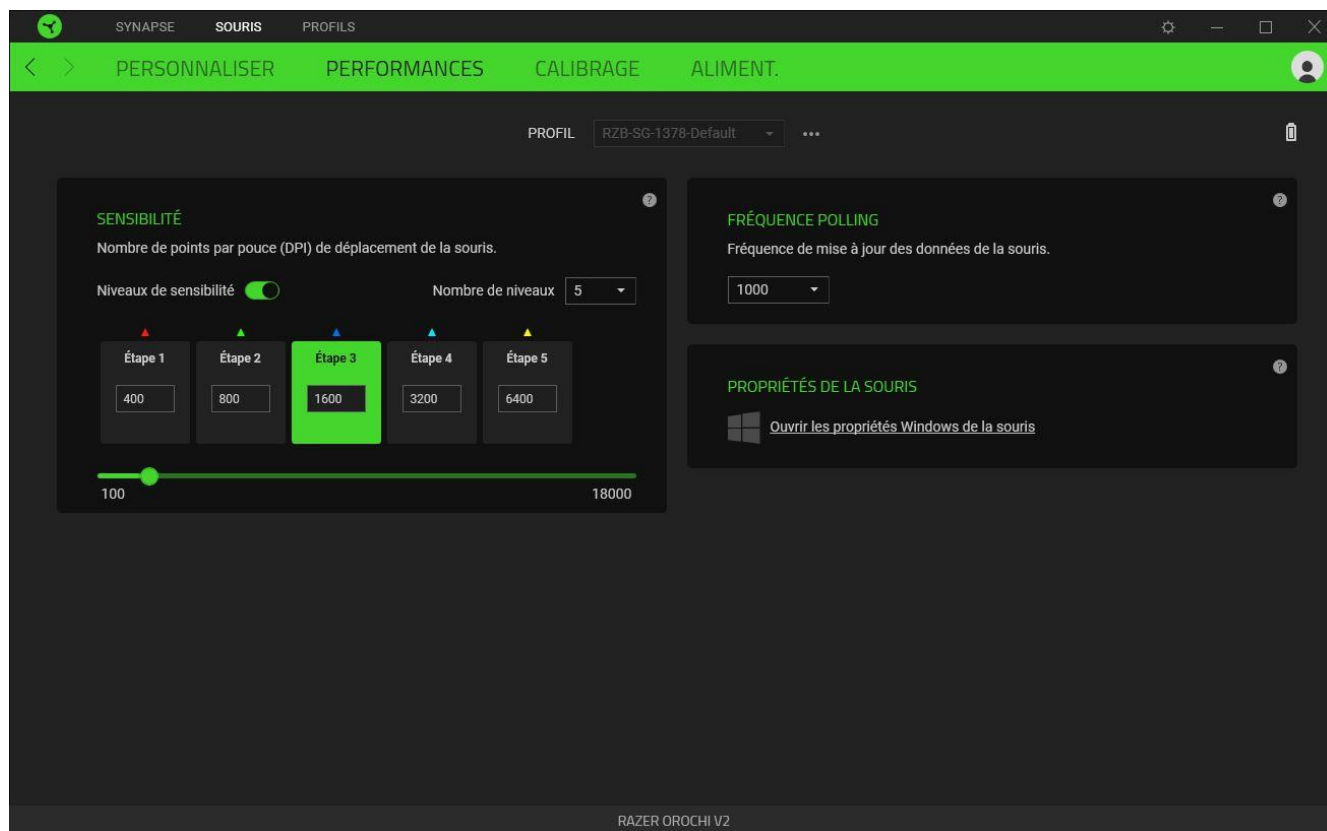 SYNAPSE SOURIS PROFILS
PERSONNALISER PERFORMANCES CALIBRAGE ALIMENT.
PROFIL RZB-SG-1378-Default
SENSIBILITÉ
Nombre de points par pouce (DPI) de déplacement de la souris.
Niveaux de sensibilité Nombre de niveaux 5
Étape 1 Étape 2 Étape 3 Étape 4 Étape 5
400 800 1600 3200 6400
100 18000
FRÉQUENCE POLLING
Fréquence de mise à jour des données de la souris.
1000
PROPRIÉTÉS DE LA SOURIS
Ouvrir les propriétés Windows de la souris
RAZER OROCHI V2